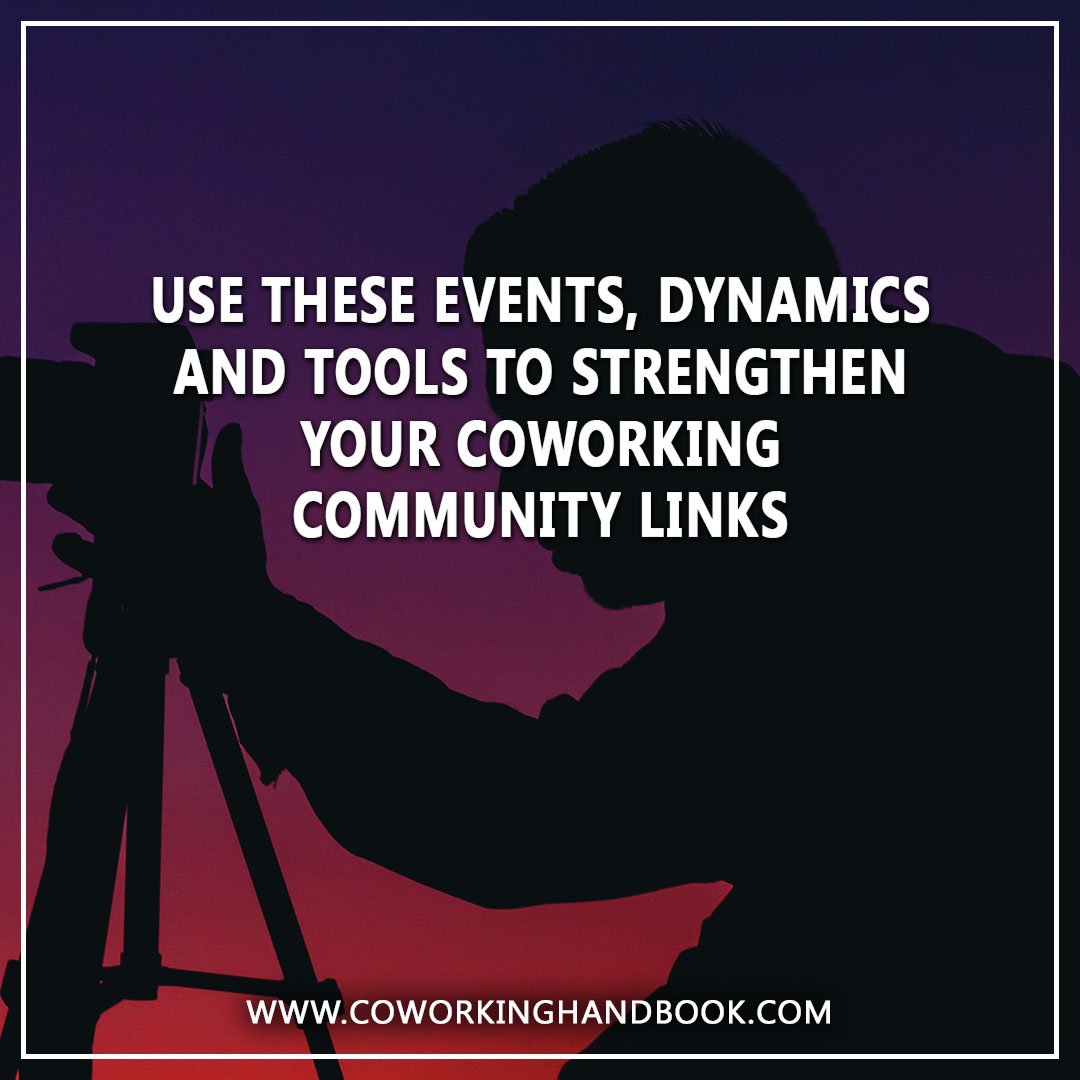 USE THESE EVENTS, DYNAMICS
AND TOOLS TO STRENGTHEN
YOUR COWORKING
COMMUNITY LINKS
WWW.COWORKINGHANDBOOK.COM